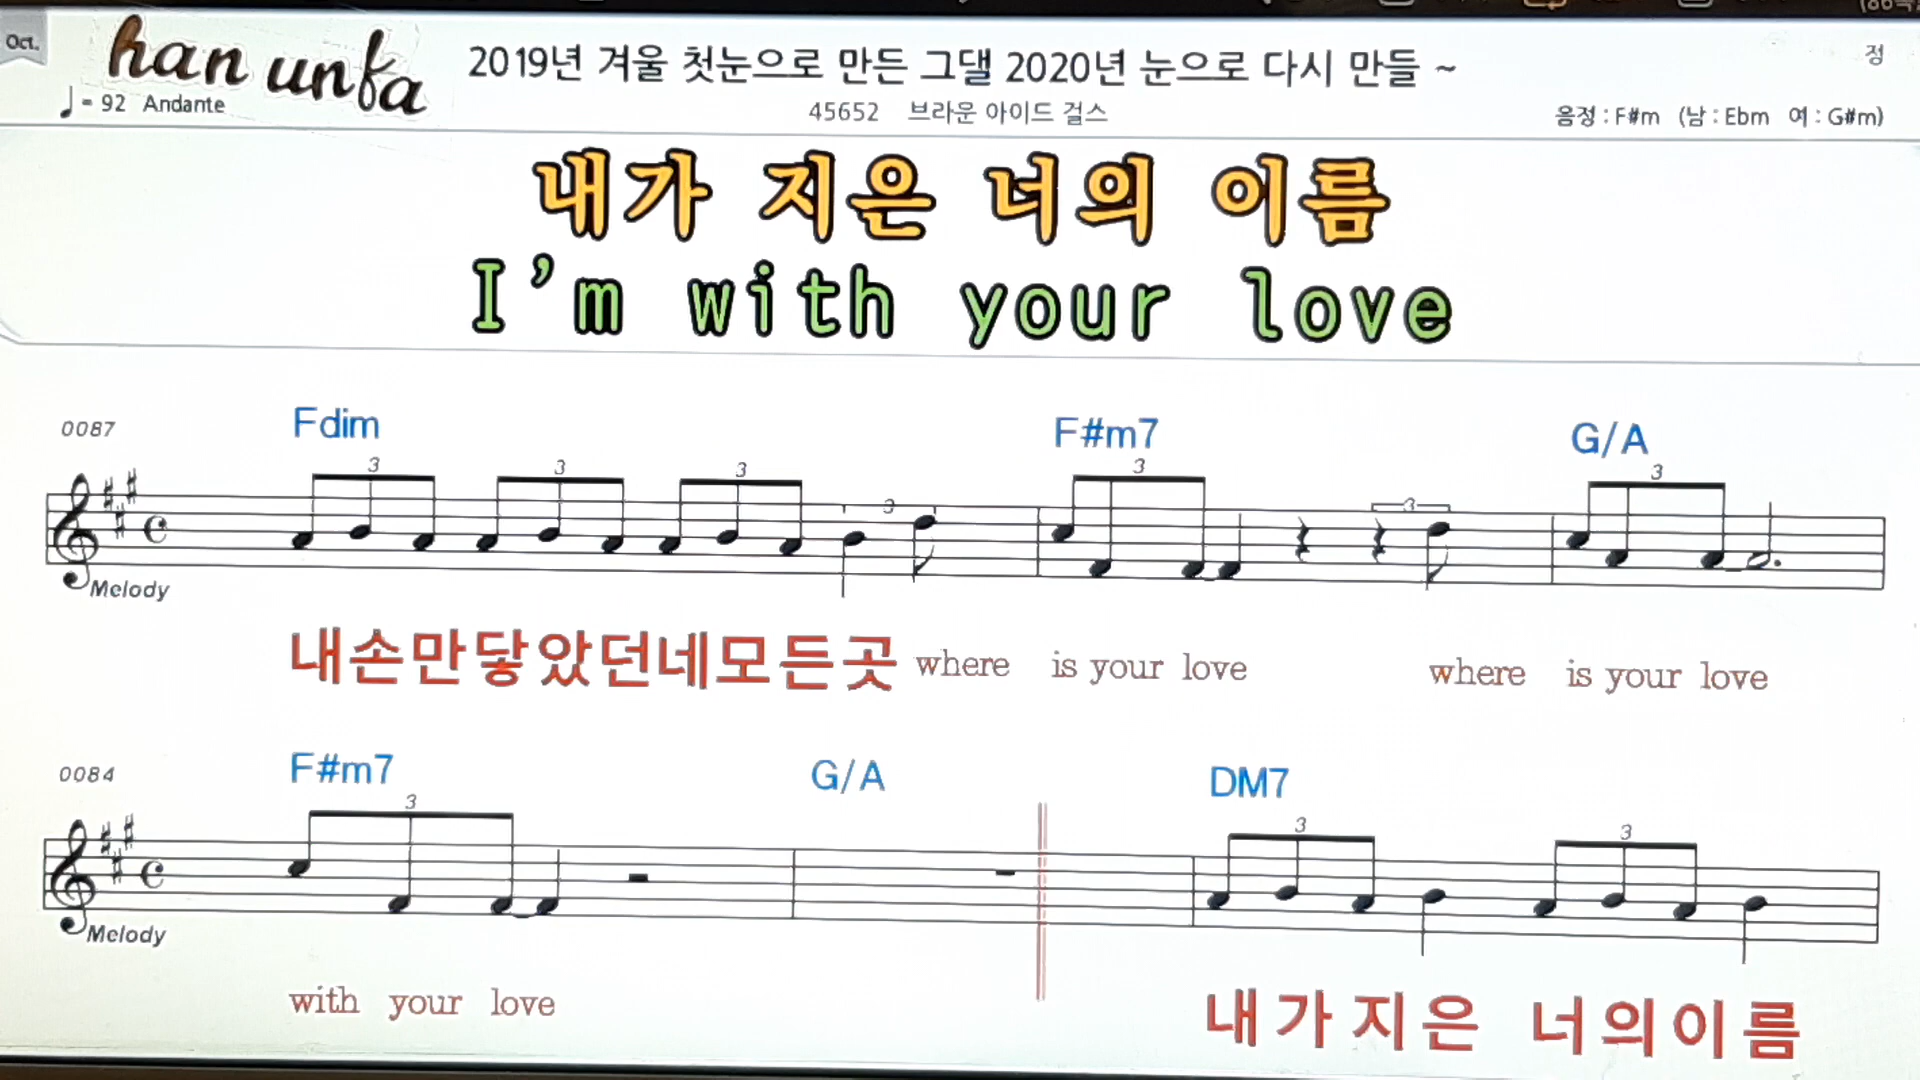 Oct.
han unfa
2019년 겨울 첫눈으로 만든 그댈 2020년 눈으로 다시 만들 ~
정
♩ = 92 Andante
45652 브라운 아이드 걸스
음정 : F#m (남 : Ebm 여 : G#m)
내가 지은 너의 이름
I'm with your love
0087
Fdim F#m7 G/A
3 3 3 3 3 3 3
Melody
내손만닿았던네모든곳 where is your love where is your love
0084
F#m7 G/A DM7
3 3 3
Melody
with your love
내가지은 너의이름